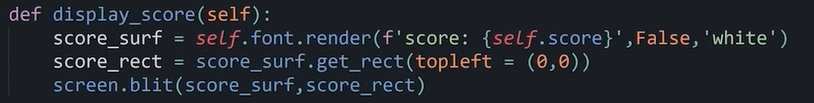 def display_score(self):
    score_surf = self.font.render(f'score: {self.score}',False,'white')
    score_rect = score_surf.get_rect(topleft = (0,0))
    screen.blit(score_surf,score_rect)